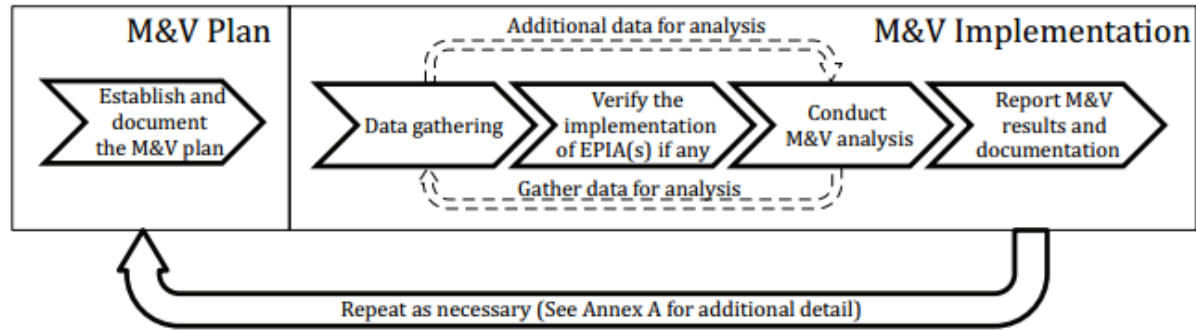 M&V Plan
Establish and
document
the M&V plan
M&V Implementation
Additional data for analysis
Data gathering
Verify the
implementation
of EPIA(s) if any
Conduct
M&V analysis
Report M&V
results and
documentation
Gather data for analysis
Repeat as necessary (See Annex A for additional detail)